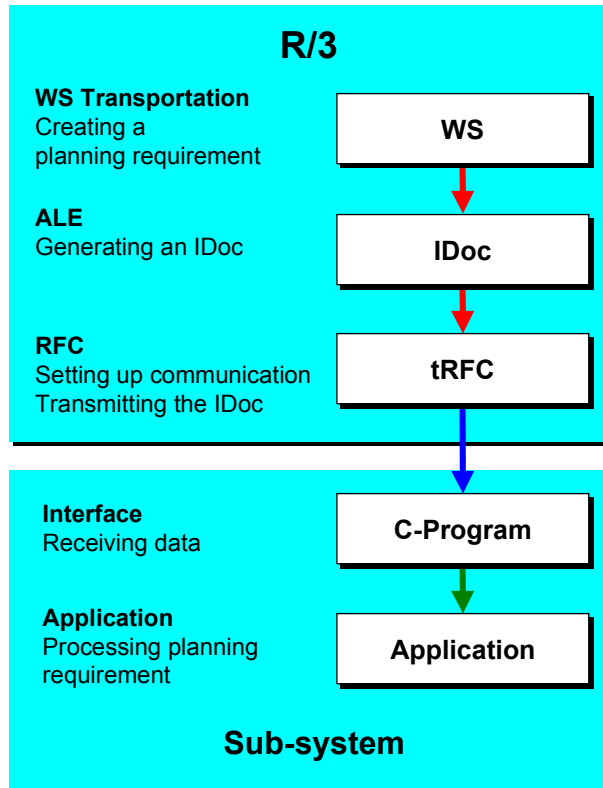 R/3
WS Transportation
Creating a
planning requirement
WS
ALE
Generating an IDoc
IDoc
RFC
Setting up communication
Transmitting the IDoc
tRFC
Interface
Receiving data
C-Program
Application
Processing planning
requirement
Application
Sub-system